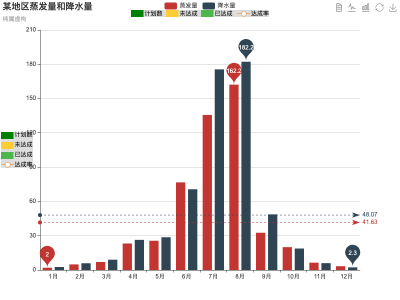 某地区蒸发量和降水量
纯属虚构
蒸发量 降水量
计划数 未达成 已达成 达成率
计划数
未达成
已达成
达成率
210
180
150
120
90
60
30
0
2
162.2
182.2
2.3
48.07
41.63
1月 2月 3月 4月 5月 6月 7月 8月 9月 10月 11月 12月